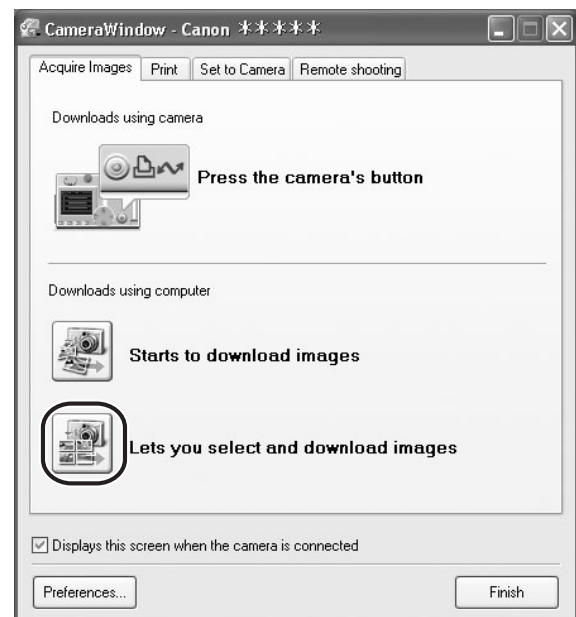 CameraWindow - Canon *****
Acquire Images Print Set to Camera Remote shooting
Downloads using camera
Press the camera's button
Downloads using computer
Starts to download images
Lets you select and download images
Displays this screen when the camera is connected
Preferences... Finish